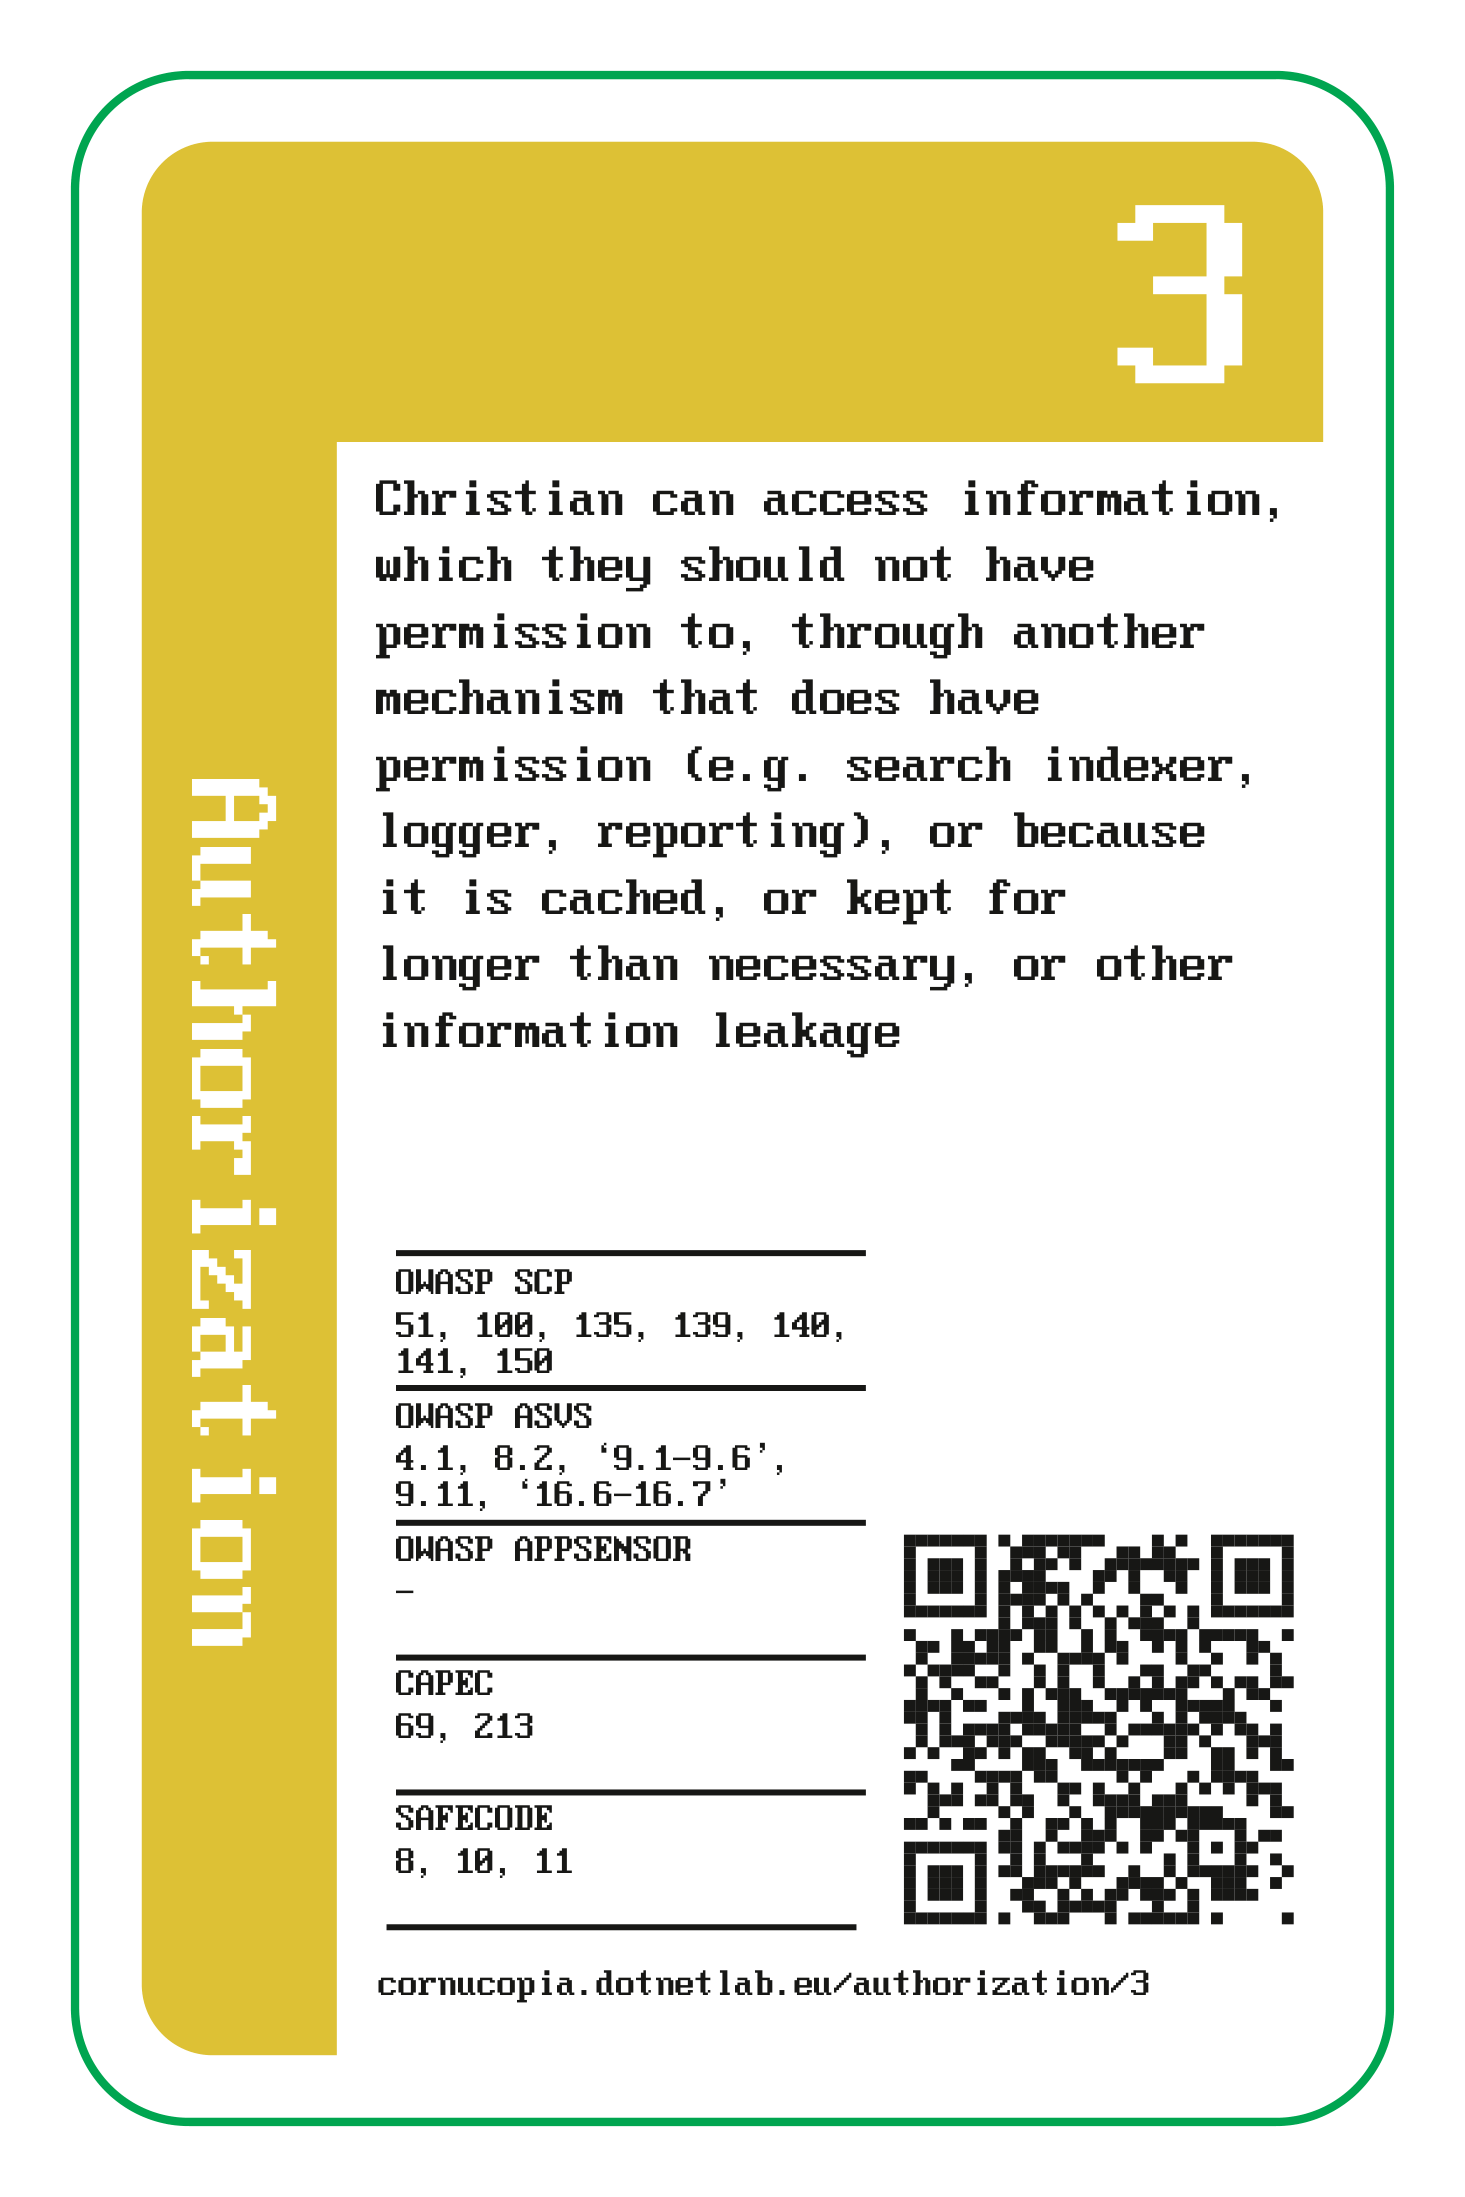 3
Christian can access information,
which they should not have
permission to, through another
mechanism that does have
permission (e.g. search indexer,
logger, reporting), or because
it is cached, or kept for
longer than necessary, or other
information leakage
Authorization
OWASP SCP
51, 100, 135, 139, 140,
141, 150
OWASP ASVS
4.1, 8.2, ‘9.1-9.6’,
9.11, ‘16.6-16.7’
OWASP APPSENSOR
-
CAPEC
69, 213
SAFECODE
8, 10, 11
cornucopia.dotnetlab.eu/authorization/3